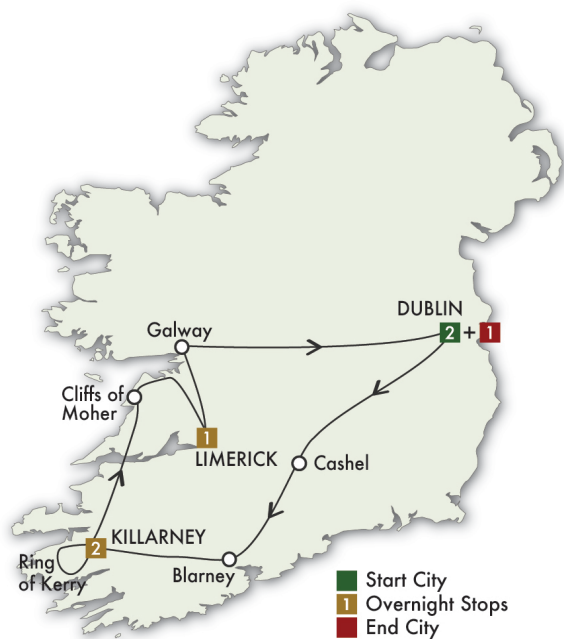 DUBLIN
2 + 1
Galway
Cliffs of
Moher
1
LIMERICK
Cashel
KILLARNEY
2
Ring
of Kerry
Blarney
Start City
1 Overnight Stops
End City